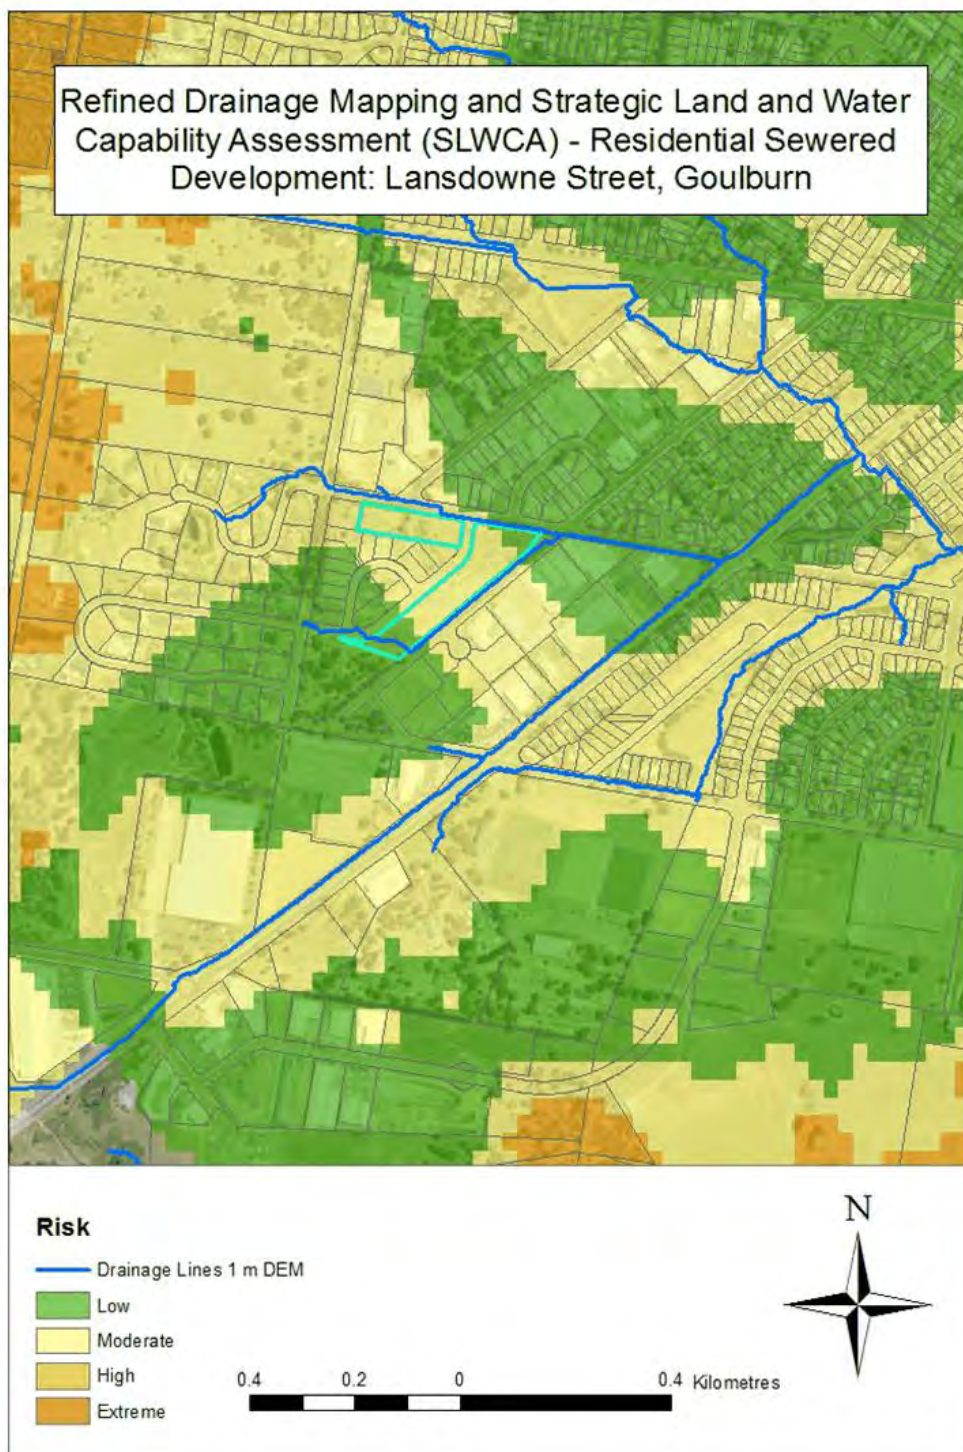 Refined Drainage Mapping and Strategic Land and Water
Capability Assessment (SLWCA) - Residential Sewered
Development: Lansdowne Street, Goulburn
Risk
Drainage Lines 1 m DEM
Low
Moderate
High
Extreme
0.4 0.2 0 0.4 Kilometres
N